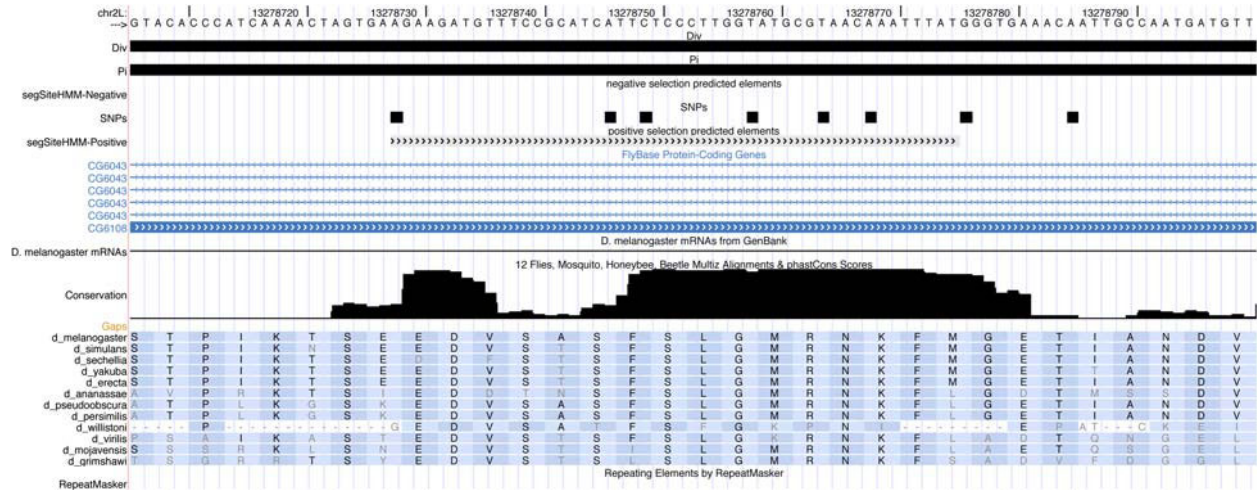 chr2L: 13278720| 13278730| 13278740| 13278750| 13278760| 13278770| 13278780| 13278790|
---> G T A C A C C C A T C A A A A C T A G T G A A G A A G A T G T T T C C G C A T C A T T C T C C C T T G G T A T G C G T A A C A A A T T T A T G G G T G A A A C A A T T G C C A A T G A T G T T
Div
Div
Pi
Pi
negative selection predicted elements
segSiteHMM-Negative
SNPs
SNPs
positive selection predicted elements
segSiteHMM-Positive
FlyBase Protein-Coding Genes
CG6043
CG6043
CG6043
CG6043
CG6043
CG6108
D. melanogaster mRNAs from GenBank
D. melanogaster mRNAs
12 Flies, Mosquito, Honeybee, Beetle Multiz Alignments & phastCons Scores
Conservation
Gaps
d_melanogaster S T P I K T S E E D V S A S F S L G M R N K F M G E T I A N D V
d_simulans S T P I K N S E E D V S T S F S L G M R N K F M G E T I A N D V
d_sechellia S T P I K T S E D D F S T S F S L G M R N K F M G E T I A N D V
d_yakuba S T P I K T S E E D V S T S F S L G M R N K F M G E T T A N D V
d_erecta S T P I K T S E E D V S T S F S L G M R N K F M G E T I A N D V
d_ananassae A V P R K T S I E D D T N S F S L G M R N K F L G D T M S S D V
d_pseudoobscura A T P L K G S K E D V S A S F S L G M R N K F L G E T I A N D V
d_persimilis A T P L K G S K E D V S A S F S L G M R N K F L G E T I A N D V
d_willistoni - - - - - P - - - - - - - - - - - - - G E D V S A T F S F G K P N I - - - - - - - - - E P A T - - - C K E I
d_virilis P S A I K A S T E D V S T S F S L G K R N K F L A D T Q N G E L
d_mojavensis S S S R K L S N E D V S T S I S L G M R N K F L A E T Q S G E L
d_grimshawi T S G R R T S Y E D V S T S L S L G M R N K F S A D V F D G G L
Repeating Elements by RepeatMasker
RepeatMasker